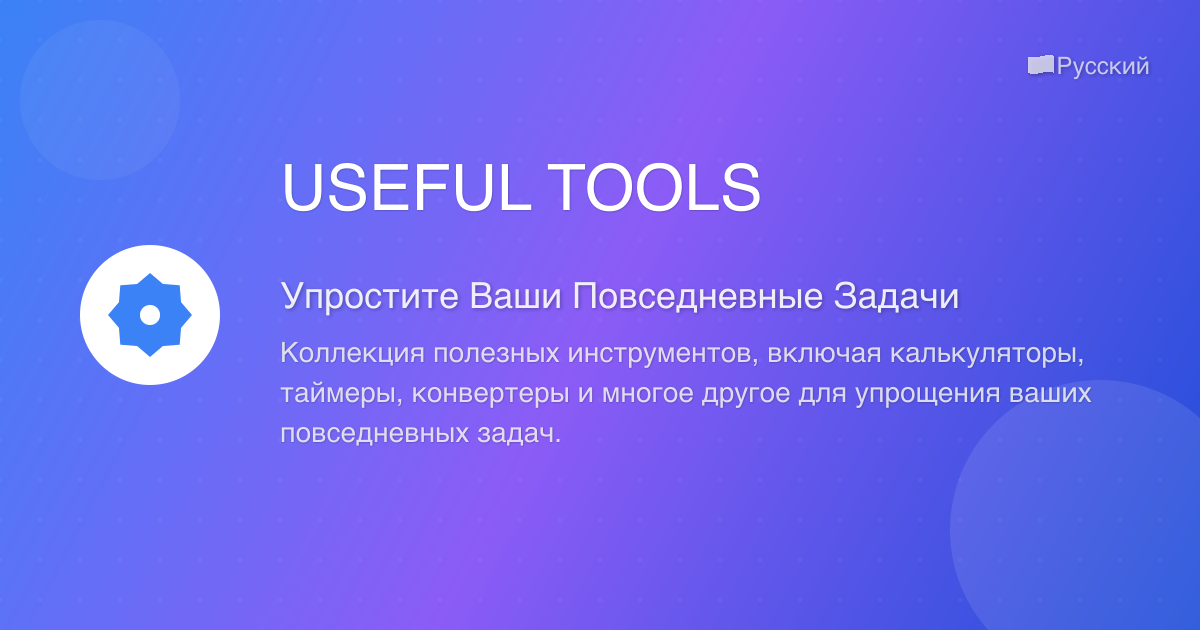 Русский
USEFUL TOOLS
Упростите Ваши Повседневные Задачи
Коллекция полезных инструментов, включая калькуляторы,
таймеры, конвертеры и многое другое для упрощения ваших
повседневных задач.